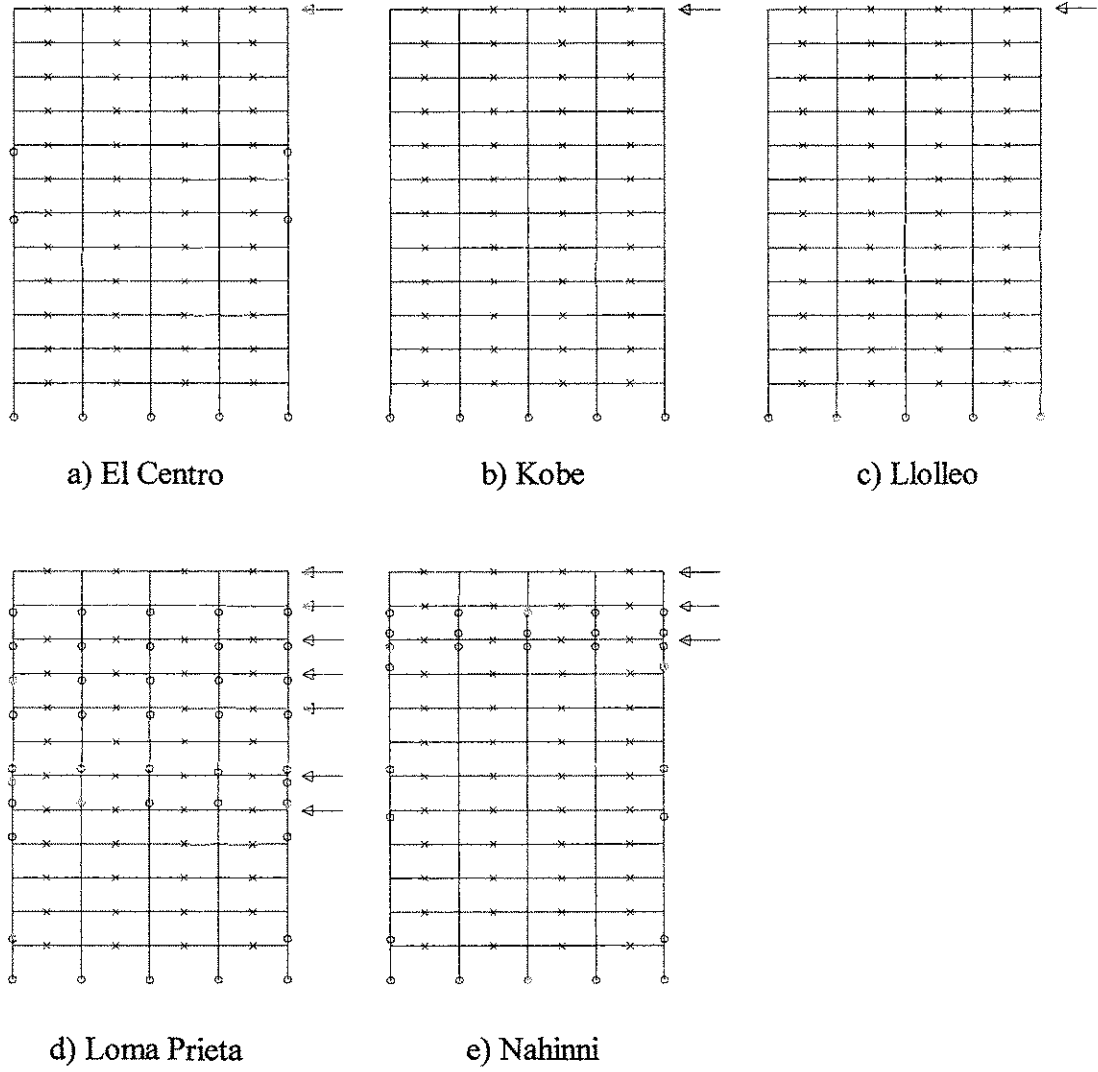 a) El Centro
b) Kobe
c) Llolleo
d) Loma Prieta
e) Nahinni